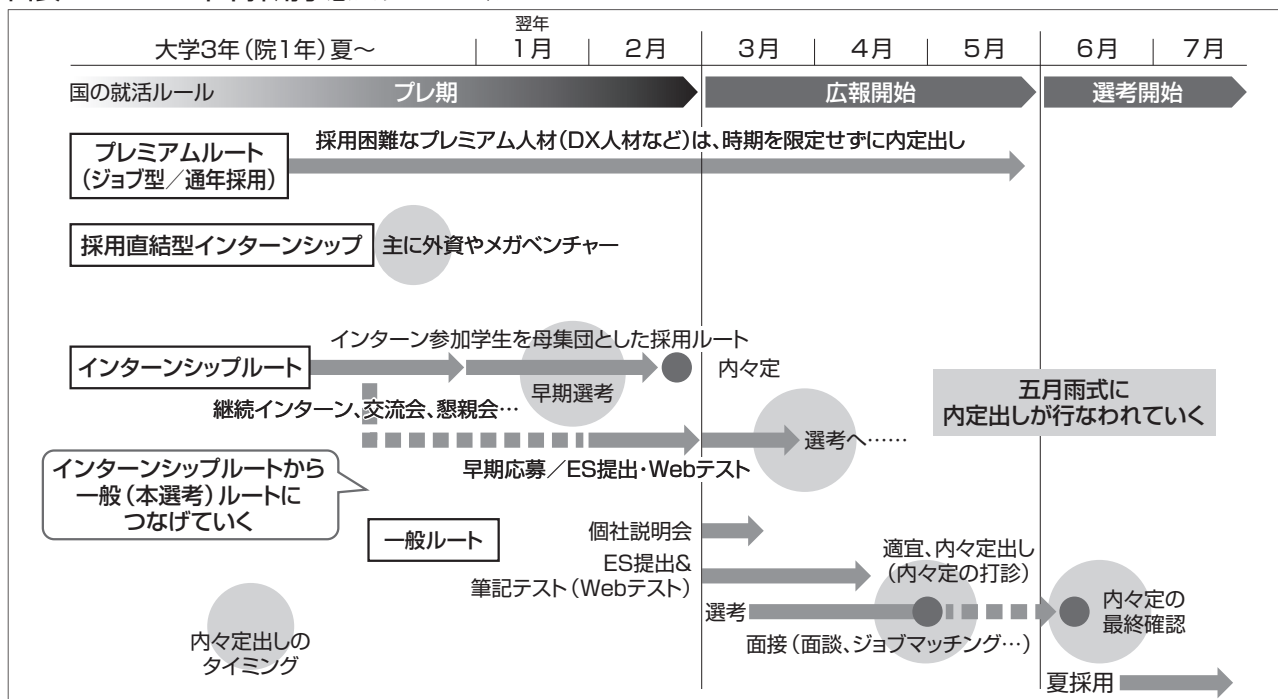 翌年
大学3年(院1年)夏~ 1月 2月 3月 4月 5月 6月 7月
国の就活ルール プレ期 広報開始 選考開始
プレミアムルート
(ジョブ型/通年採用)
採用困難なプレミアム人材(DX人材など)は、時期を限定せずに内定出し
採用直結型インターンシップ
主に外資やメガベンチャー
インターン参加学生を母集団とした採用ルート
インターンシップルート
内々定
早期選考
継続インターン、交流会、懇親会…
五月雨式に
内定出しが行なわれていく
選考へ……
早期応募/ES提出・Webテスト
インターンシップルートから
一般(本選考)ルートに
つなげていく
一般ルート
個社説明会
ES提出&
筆記テスト(Webテスト)
適宜、内々定出し
(内々定の打診)
選考
面接(面談、ジョブマッチング…)
内々定の
最終確認
内々定出しの
タイミング
夏採用